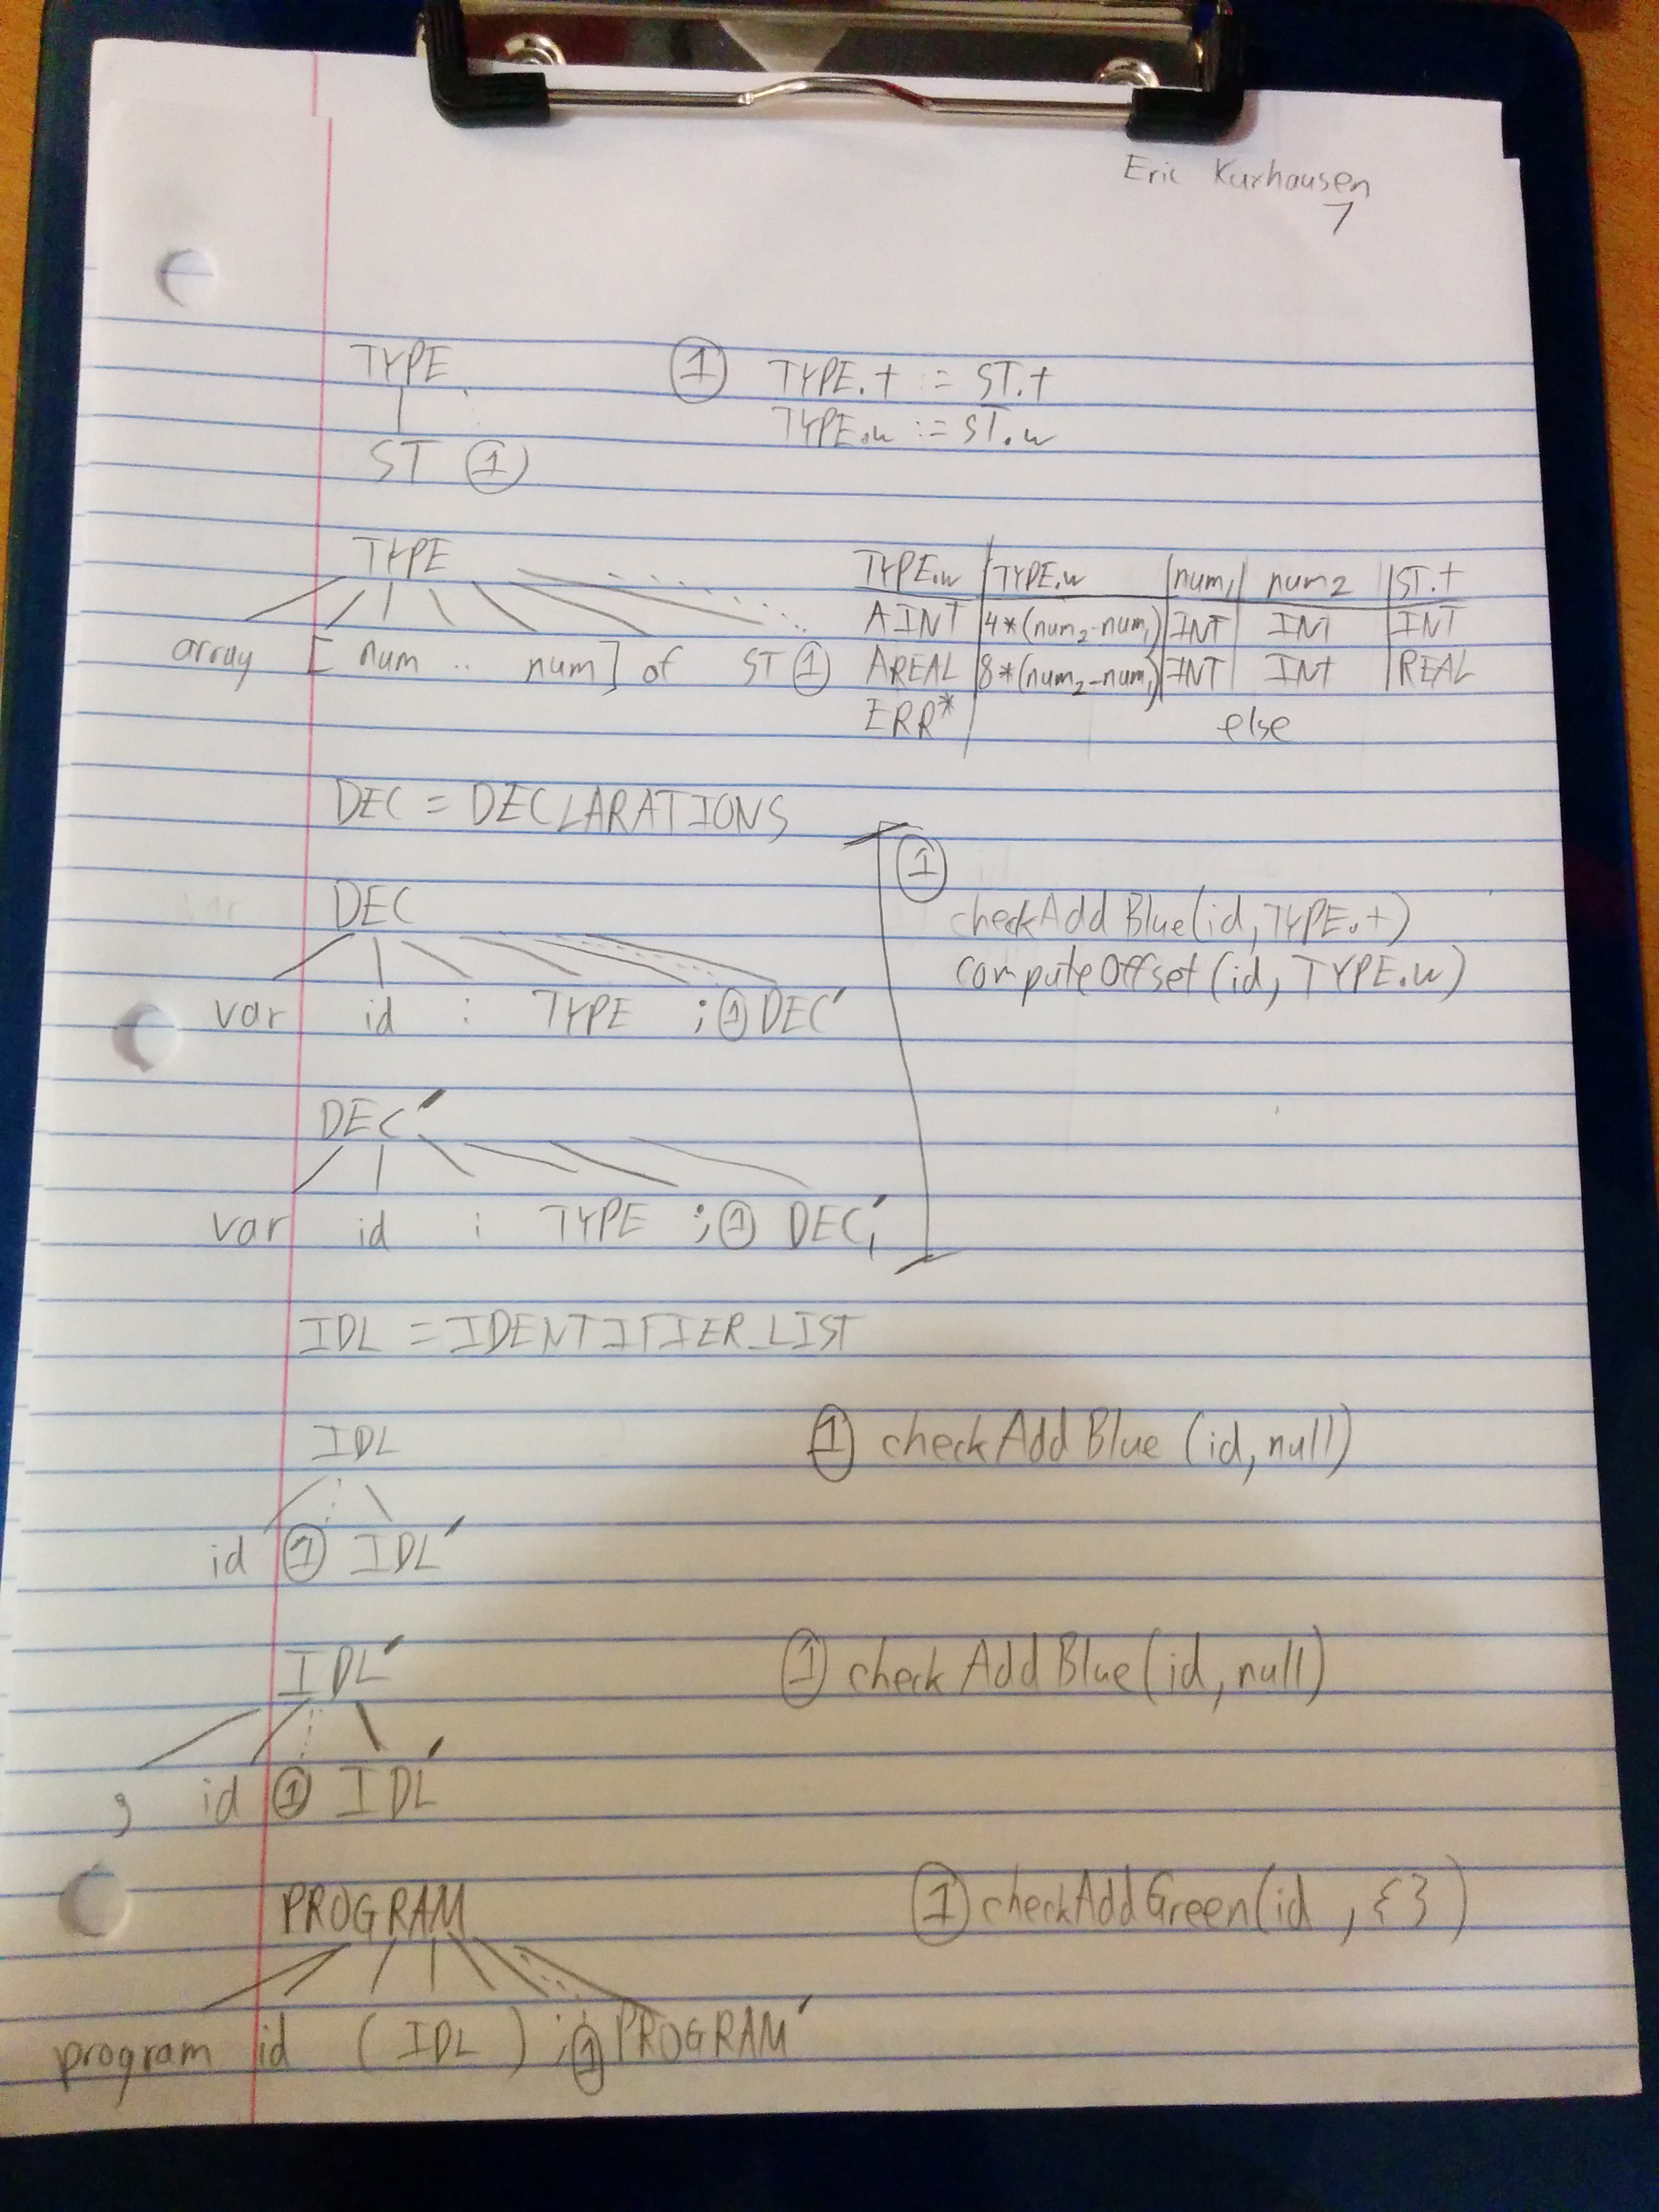 Eric Kurhausen
7
TYPE ① TYPE.t := ST.t
TYPE.w := ST.w
ST ①
TYPE
TYPE.w TYPE.w num₁ num₂ ST.t
AINT 4*(num₂-num₁) INT INT INT
array [ num .. num ] of ST ① AREAL 8*(num₂-num₁) INT INT REAL
ERR* else
DEC = DECLARATIONS
①
DEC
checkAddBlue(id, TYPE.t)
computeOffset(id, TYPE.w)
var id : TYPE ; ① DEC'
DEC'
var id : TYPE ; ① DEC₁'
IDL = IDENTIFIER_LIST
IDL ① checkAddBlue (id, null)
id ① IDL'
IDL' ① checkAddBlue(id, null)
, id ① IDL'
PROGRAM ① checkAddGreen(id, {})
program id ( IDL ) ; ① PROGRAM'